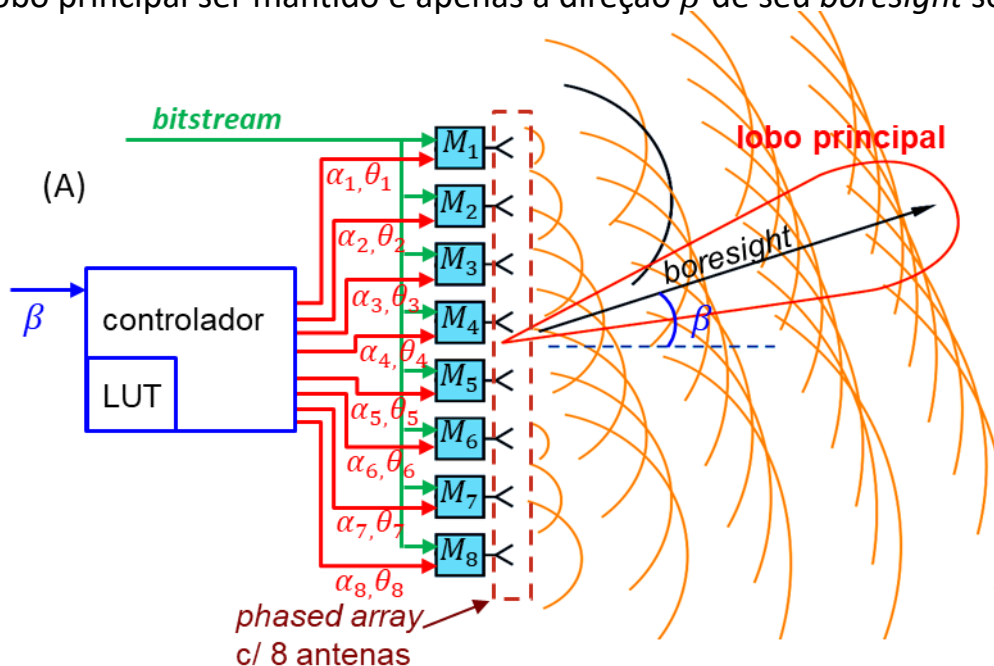 lobo principal ser mantido e apenas a direção β de seu boresight
bitstream
(A)
lobo principal
boresight
β
β
controlador
LUT
α₁,θ₁
α₂,θ₂
α₃,θ₃
α₄,θ₄
α₅,θ₅
α₆,θ₆
α₇,θ₇
α₈,θ₈
M₁
M₂
M₃
M₄
M₅
M₆
M₇
M₈
phased array
c/ 8 antenas